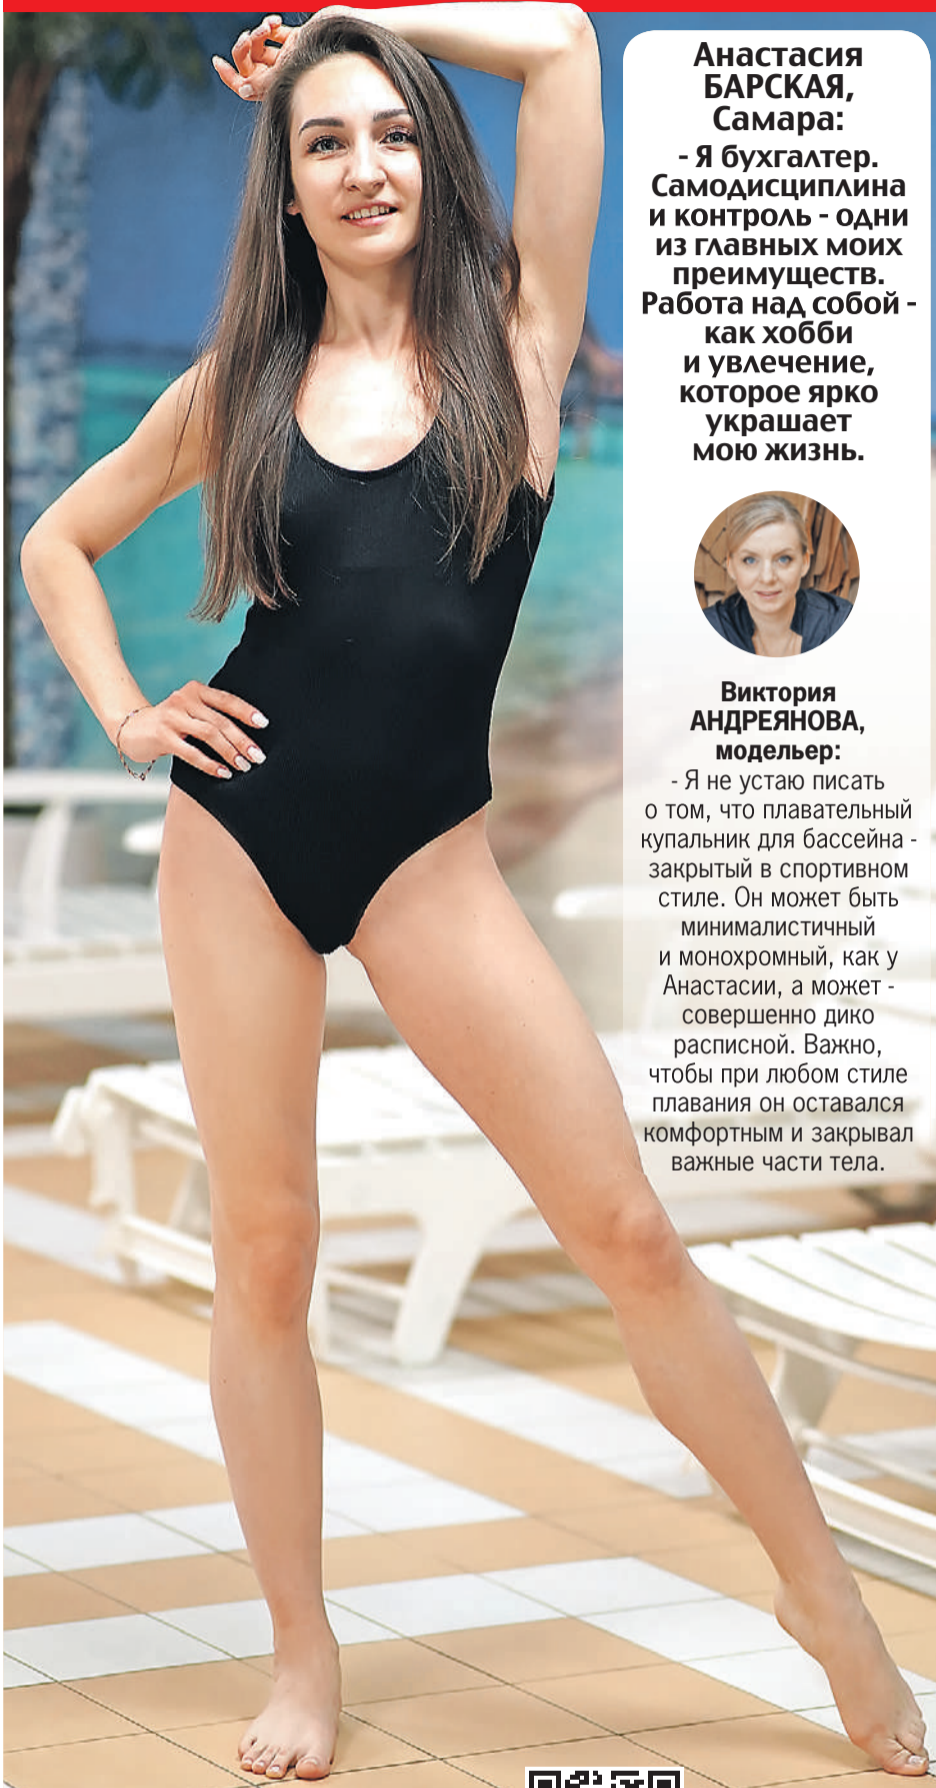 Анастасия
БАРСКАЯ,
Самара:
- Я бухгалтер.
Самодисциплина
и контроль - одни
из главных моих
преимуществ.
Работа над собой -
как хобби
и увлечение,
которое ярко
украшает
мою жизнь.
Виктория
АНДРЕЯНОВА,
модельер:
- Я не устаю писать
о том, что плавательный
купальник для бассейна -
закрытый в спортивном
стиле. Он может быть
минималистичный
и монохромный, как у
Анастасии, а может -
совершенно дико
расписной. Важно,
чтобы при любом стиле
плавания он оставался
комфортным и закрывал
важные части тела.